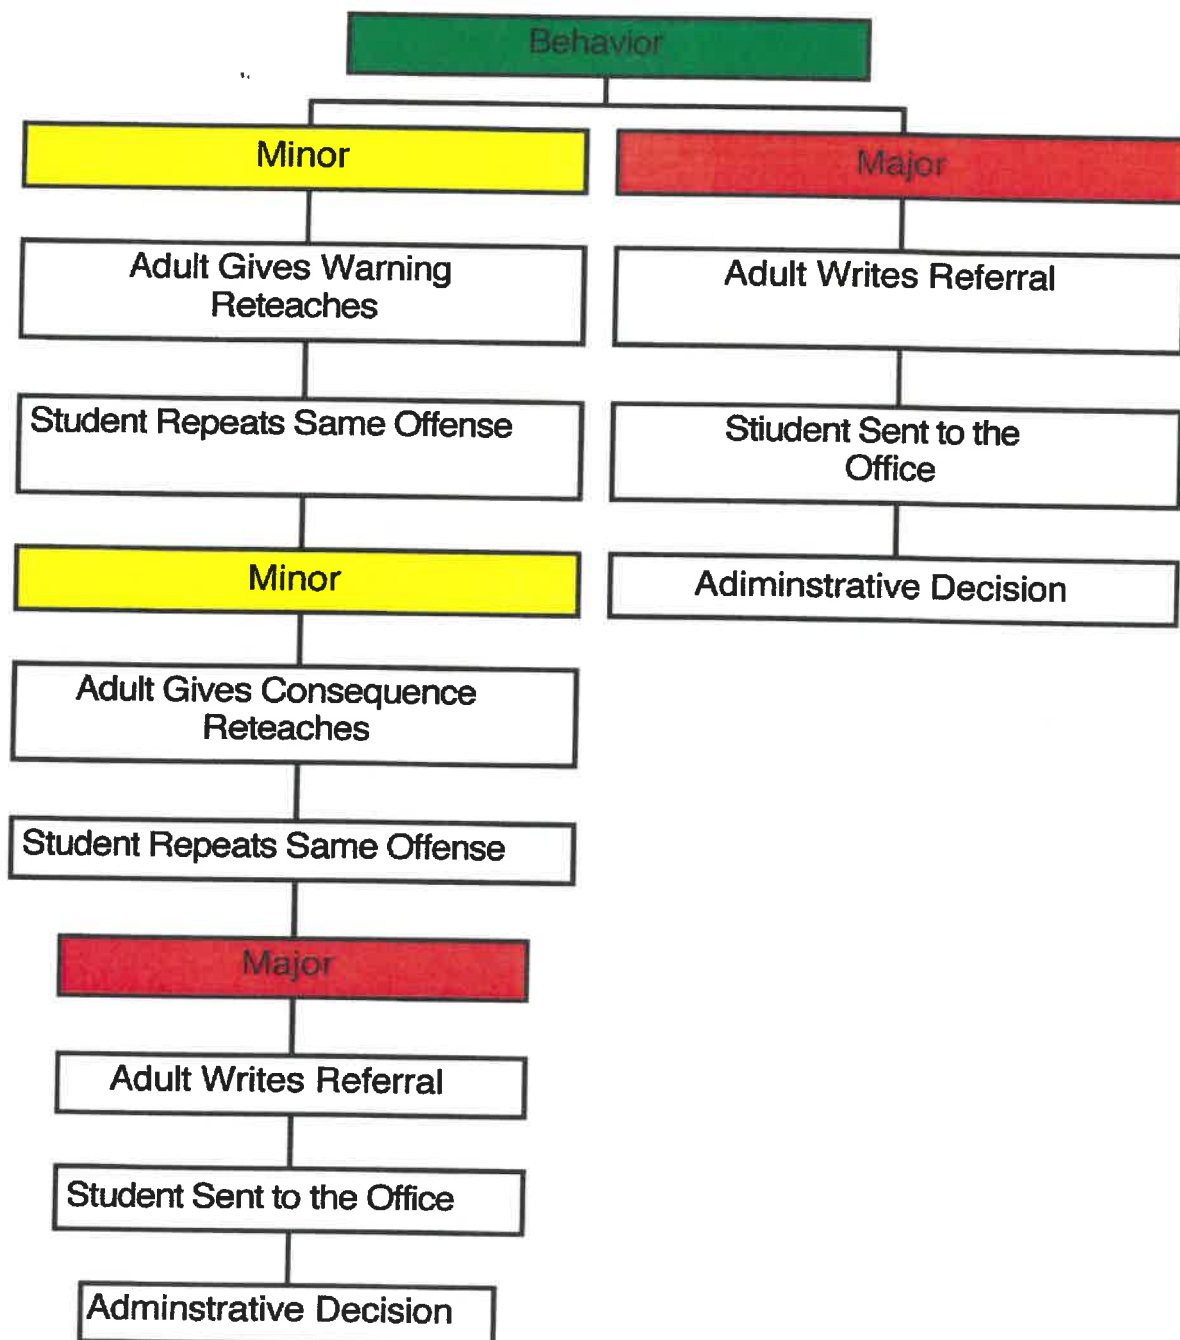 Behavior
Minor
Adult Gives Warning
Reteaches
Student Repeats Same Offense
Minor
Adult Gives Consequence
Reteaches
Student Repeats Same Offense
Major
Adult Writes Referral
Student Sent to the Office
Adminstrative Decision
Major
Adult Writes Referral
Stiudent Sent to the
Office
Adiminstrative Decision